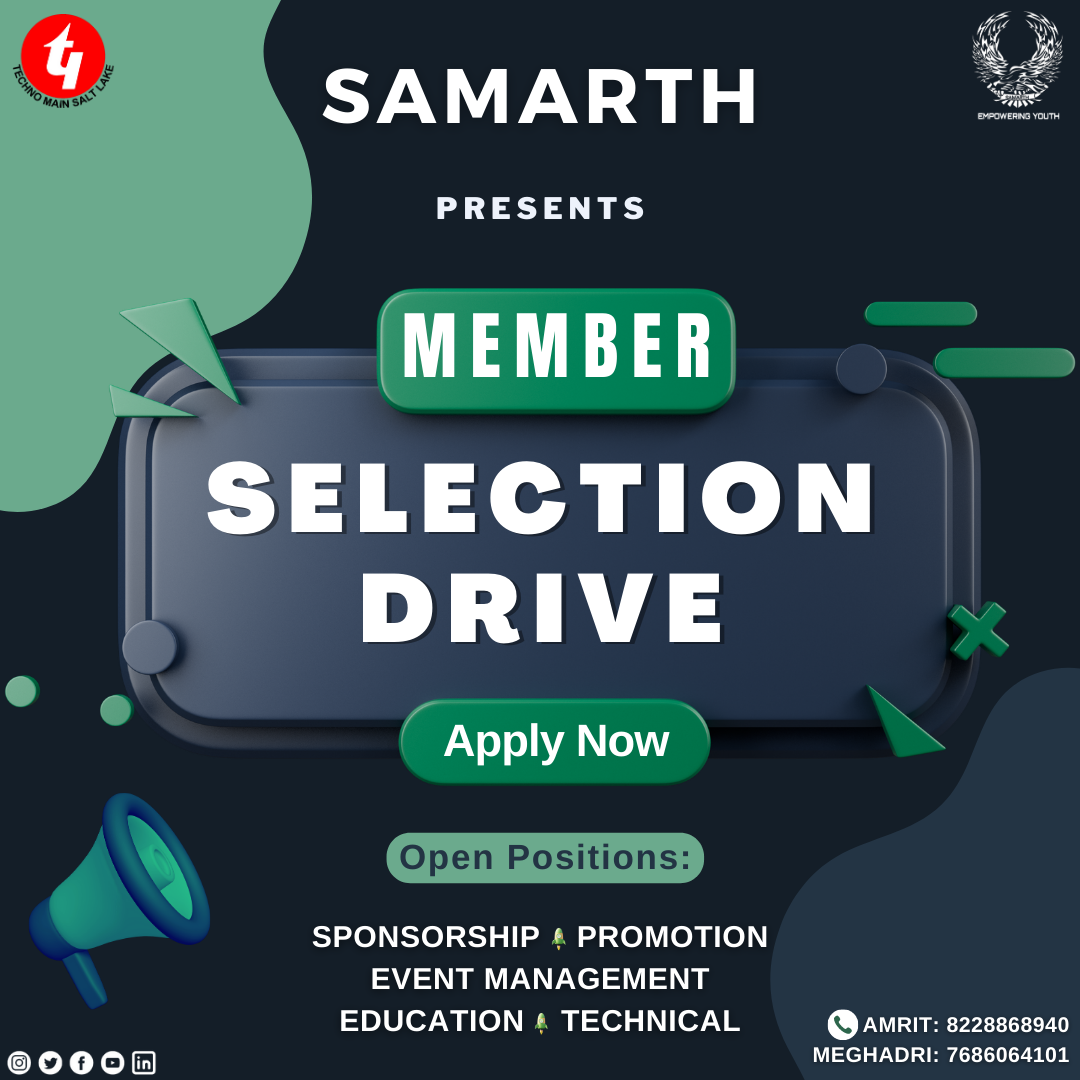 TECHNO MAIN SALT LAKE
SAMARTH
EMPOWERING YOUTH
PRESENTS
MEMBER
SELECTION
DRIVE
Apply Now
Open Positions:
SPONSORSHIP PROMOTION
EVENT MANAGEMENT
EDUCATION TECHNICAL
AMRIT: 8228868940
MEGHADRI: 7686064101